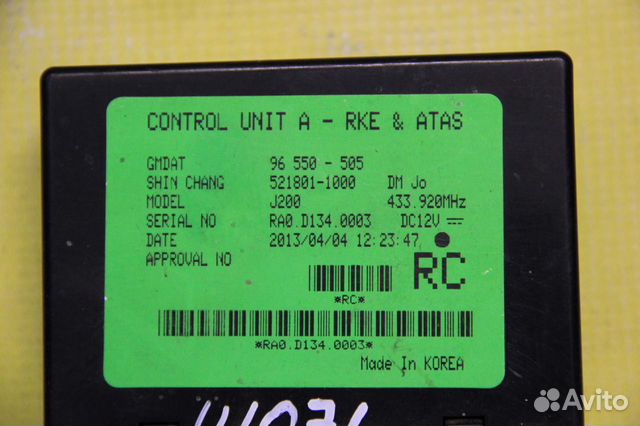 CONTROL UNIT A - RKE & ATAS
GMDAT 96 550 - 505
SHIN CHANG 521801-1000 DM Jo
MODEL J200 433.920MHz
SERIAL NO RA0.D134.0003 DC12V
DATE 2013/04/04 12:23:47
APPROVAL NO
RC
*RC*
*RA0.D134.0003*
Made In KOREA
Avito